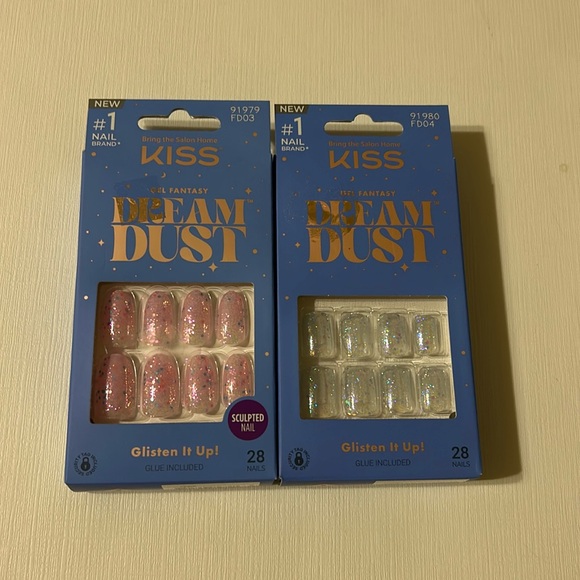 NEW
#1
NAIL
BRAND*
91979
FD03
Bring the Salon Home
KISS
GEL FANTASY
DREAM
DUST™
SCULPTED
NAIL
Glisten It Up!
GLUE INCLUDED
28
NAILS
NEW
#1
NAIL
BRAND*
91980
FD04
Bring the Salon Home
KISS
GEL FANTASY
DREAM™
DUST
Glisten It Up!
GLUE INCLUDED
28
NAILS